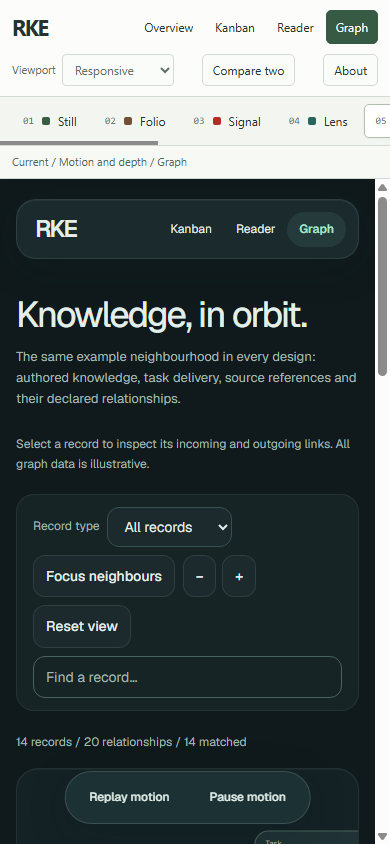 RKE
Overview Kanban Reader Graph
Viewport Responsive Compare two About
01 Still 02 Folio 03 Signal 04 Lens 05
Current / Motion and depth / Graph
RKE Kanban Reader Graph
Knowledge, in orbit.
The same example neighbourhood in every design:
authored knowledge, task delivery, source references and
their declared relationships.
Select a record to inspect its incoming and outgoing links. All
graph data is illustrative.
Record type All records
Focus neighbours − +
Reset view
Find a record...
14 records / 20 relationships / 14 matched
Replay motion Pause motion
Task